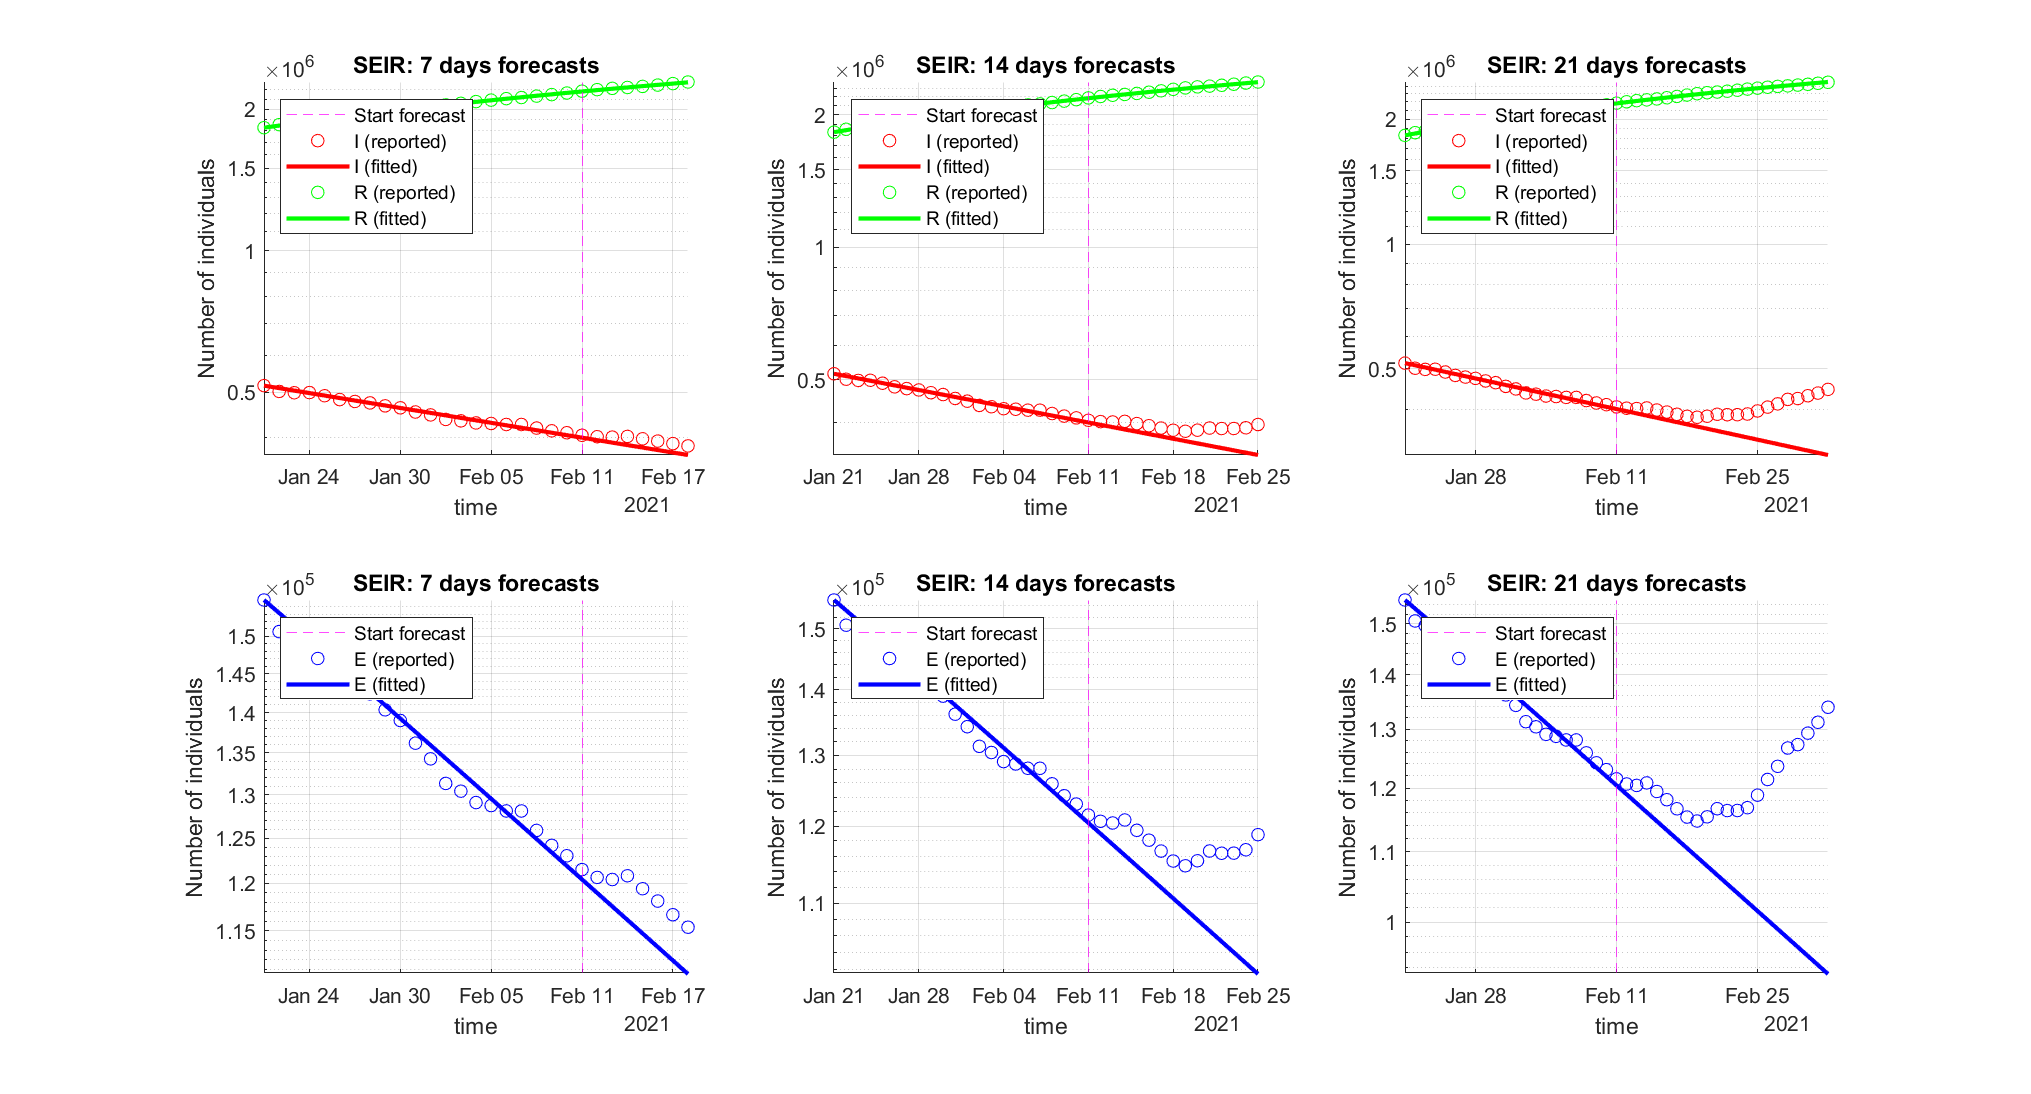 SEIR: 7 days forecasts
×10^6
2
1.5
1
0.5
Number of individuals
Start forecast
I (reported)
I (fitted)
R (reported)
R (fitted)
Jan 24 Jan 30 Feb 05 Feb 11 Feb 17
time 2021
SEIR: 14 days forecasts
×10^6
2
1.5
1
0.5
Number of individuals
Start forecast
I (reported)
I (fitted)
R (reported)
R (fitted)
Jan 21 Jan 28 Feb 04 Feb 11 Feb 18 Feb 25
time 2021
SEIR: 21 days forecasts
×10^6
2
1.5
1
0.5
Number of individuals
Start forecast
I (reported)
I (fitted)
R (reported)
R (fitted)
Jan 28 Feb 11 Feb 25
time 2021
SEIR: 7 days forecasts
×10^5
1.5
1.45
1.4
1.35
1.3
1.25
1.2
1.15
Number of individuals
Start forecast
E (reported)
E (fitted)
Jan 24 Jan 30 Feb 05 Feb 11 Feb 17
time 2021
SEIR: 14 days forecasts
×10^5
1.5
1.4
1.3
1.2
1.1
Number of individuals
Start forecast
E (reported)
E (fitted)
Jan 21 Jan 28 Feb 04 Feb 11 Feb 18 Feb 25
time 2021
SEIR: 21 days forecasts
×10^5
1.5
1.4
1.3
1.2
1.1
1
Number of individuals
Start forecast
E (reported)
E (fitted)
Jan 28 Feb 11 Feb 25
time 2021